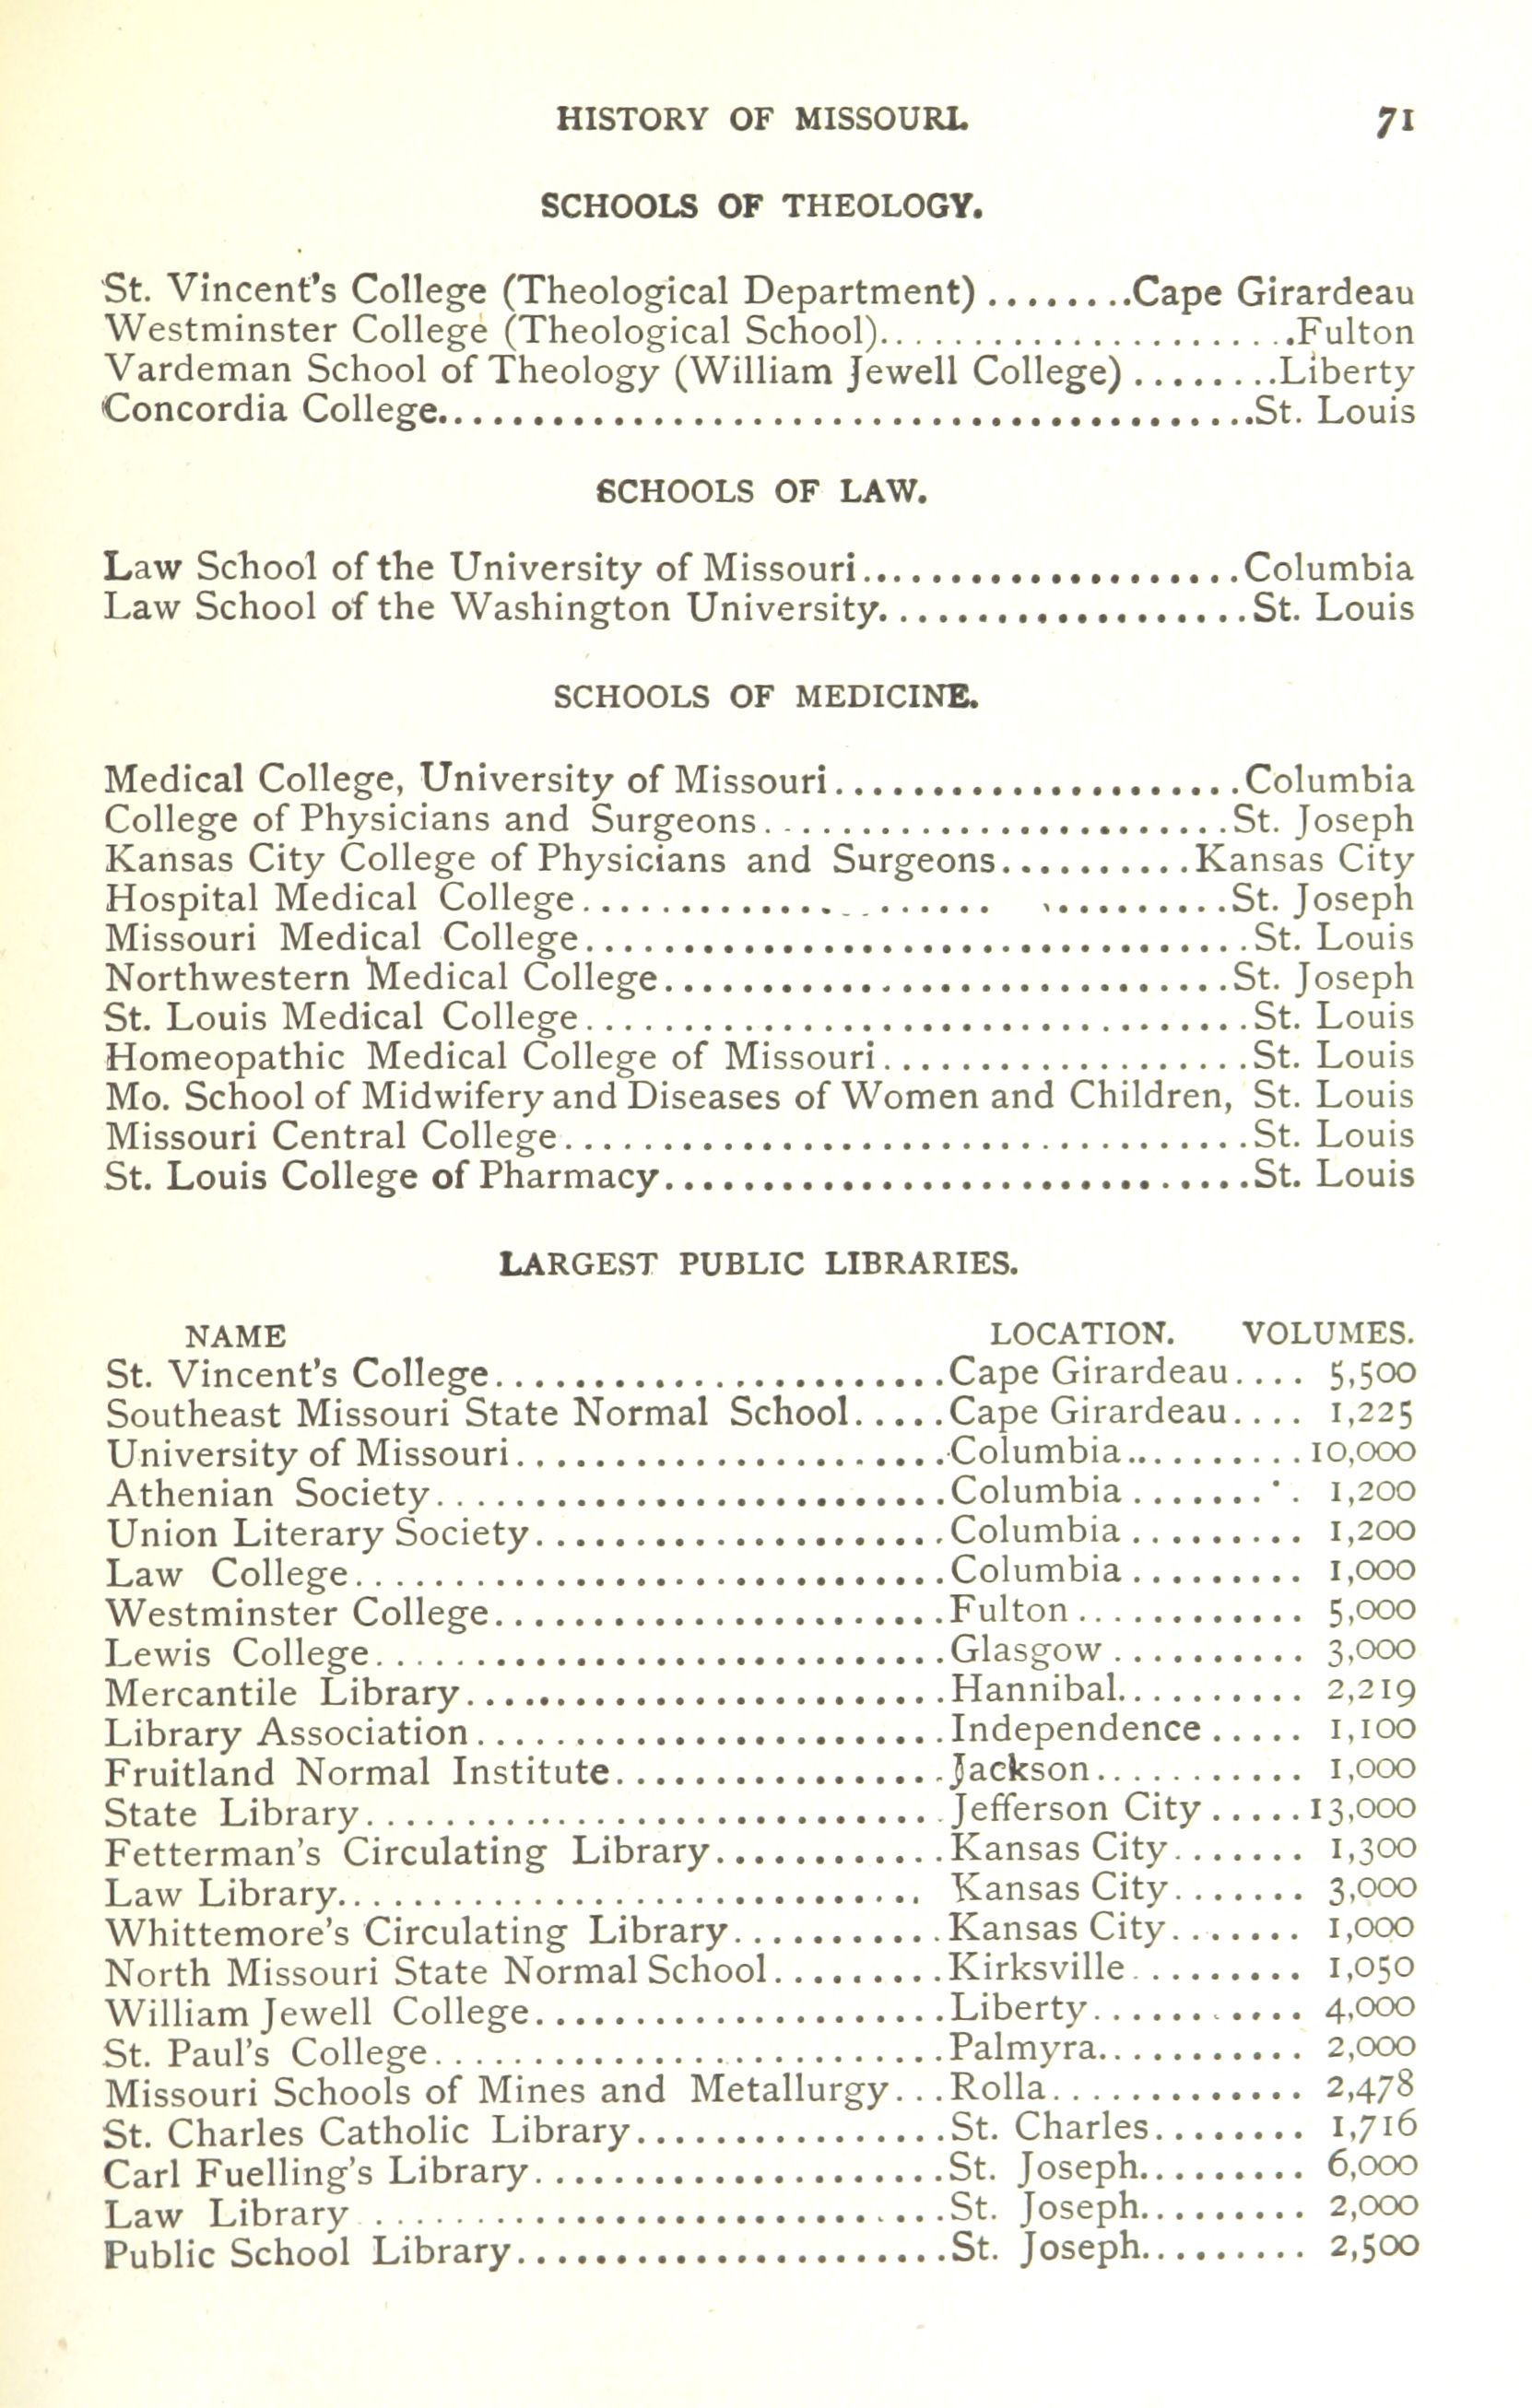 HISTORY OF MISSOURI. 71
SCHOOLS OF THEOLOGY.
St. Vincent's College (Theological Department) ........Cape Girardeau
Westminster College (Theological School).....................Fulton
Vardeman School of Theology (William Jewell College) ........Liberty
Concordia College..........................................St. Louis
SCHOOLS OF LAW.
Law School of the University of Missouri....................Columbia
Law School of the Washington University...................St. Louis
SCHOOLS OF MEDICINE.
Medical College, University of Missouri.....................Columbia
College of Physicians and Surgeons........................St. Joseph
Kansas City College of Physicians and Surgeons..........Kansas City
Hospital Medical College................................St. Joseph
Missouri Medical College..................................St. Louis
Northwestern Medical College.............................St. Joseph
St. Louis Medical College..................................St. Louis
Homeopathic Medical College of Missouri...................St. Louis
Mo. School of Midwifery and Diseases of Women and Children, St. Louis
Missouri Central College...................................St. Louis
St. Louis College of Pharmacy..............................St. Louis
LARGEST PUBLIC LIBRARIES.
NAME LOCATION. VOLUMES.
St. Vincent's College.......................Cape Girardeau.... 5,500
Southeast Missouri State Normal School.....Cape Girardeau.... 1,225
University of Missouri......................Columbia..........10,000
Athenian Society..........................Columbia......... 1,200
Union Literary Society.....................Columbia......... 1,200
Law College..............................Columbia......... 1,000
Westminster College.......................Fulton............ 5,000
Lewis College.............................Glasgow.......... 3,000
Mercantile Library........................Hannibal.......... 2,219
Library Association........................Independence..... 1,100
Fruitland Normal Institute.................Jackson........... 1,000
State Library.............................Jefferson City.....13,000
Fetterman's Circulating Library............Kansas City....... 1,300
Law Library.............................. Kansas City....... 3,000
Whittemore's Circulating Library...........Kansas City....... 1,000
North Missouri State Normal School.........Kirksville......... 1,050
William Jewell College.....................Liberty........... 4,000
St. Paul's College..........................Palmyra........... 2,000
Missouri Schools of Mines and Metallurgy...Rolla............. 2,478
St. Charles Catholic Library................St. Charles........ 1,716
Carl Fuelling's Library.....................St. Joseph......... 6,000
Law Library .............................St. Joseph......... 2,000
Public School Library......................St. Joseph......... 2,500